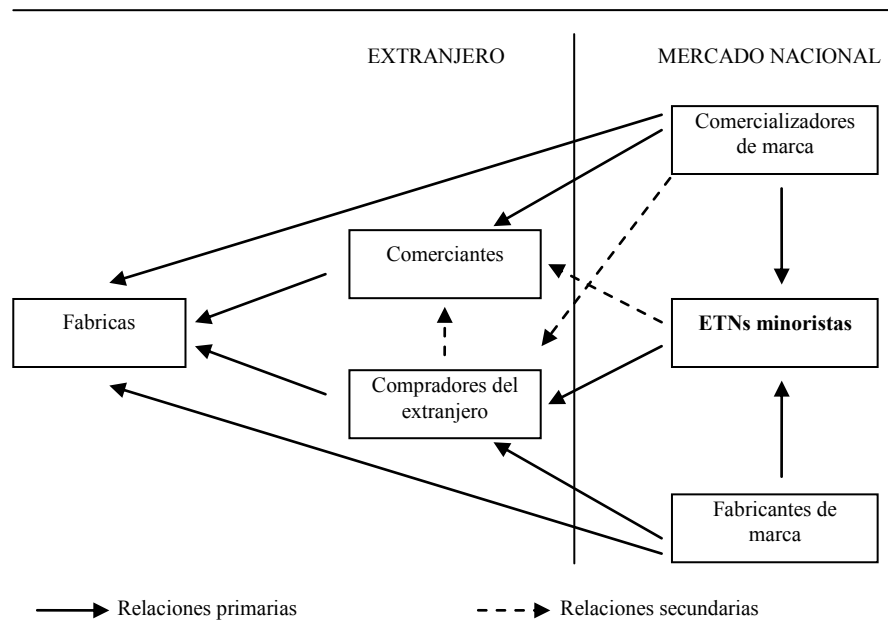 EXTRANJERO
MERCADO NACIONAL
Comercializadores
de marca
Comerciantes
Fabricas
ETNs minoristas
Compradores del
extranjero
Fabricantes de
marca
Relaciones primarias
Relaciones secundarias